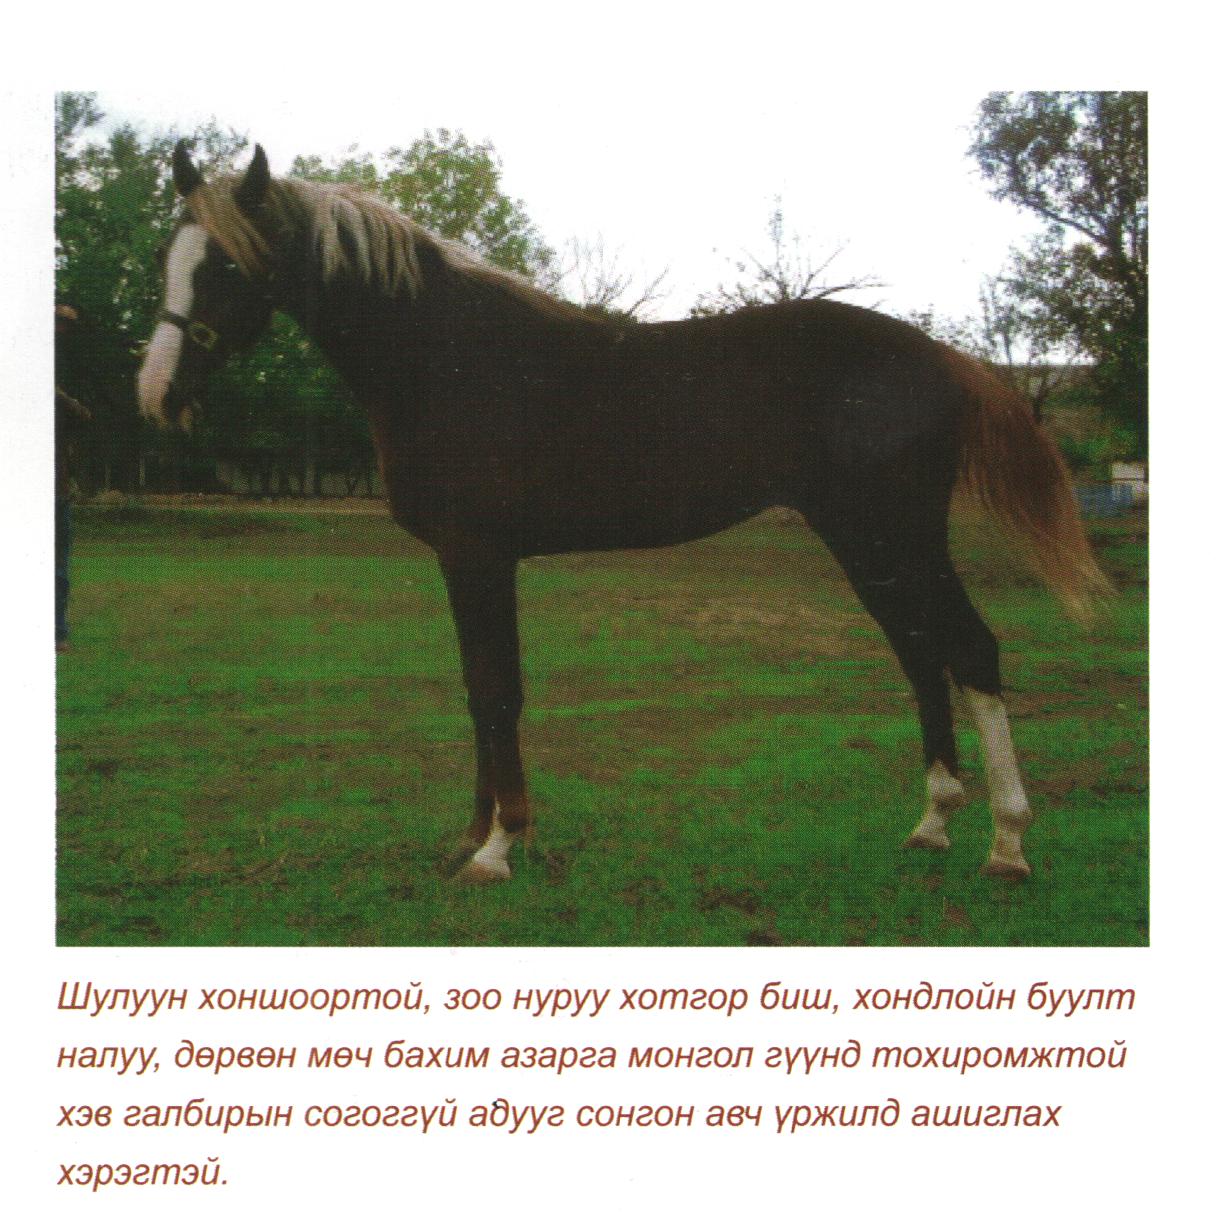 Шулуун хоншоортой, зоо нуруу хотгор биш, хондлойн буулт
налуу, дөрвөн мөч бахим азарга монгол гүүнд тохиромжтой
хэв галбирын согоггүй адууг сонгон авч үржилд ашиглах
хэрэгтэй.